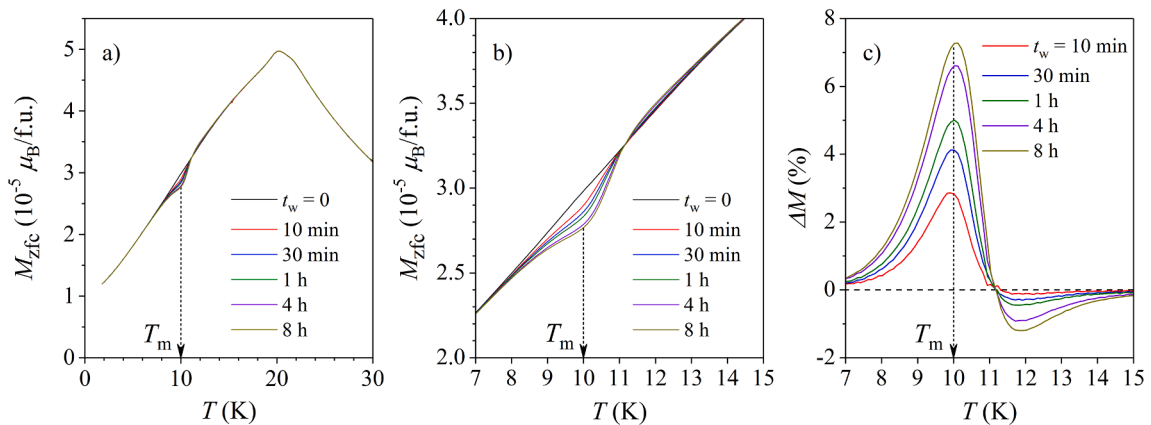 a)
M_zfc (10⁻⁵ μ_B/f.u.)
5
4
3
2
1
0
t_w = 0
10 min
30 min
1 h
4 h
8 h
T_m
0 10 20 30
T (K)
b)
M_zfc (10⁻⁵ μ_B/f.u.)
4.0
3.5
3.0
2.5
2.0
t_w = 0
10 min
30 min
1 h
4 h
8 h
T_m
7 8 9 10 11 12 13 14 15
T (K)
c)
ΔM (%)
8
6
4
2
0
-2
t_w = 10 min
30 min
1 h
4 h
8 h
T_m
7 8 9 10 11 12 13 14 15
T (K)